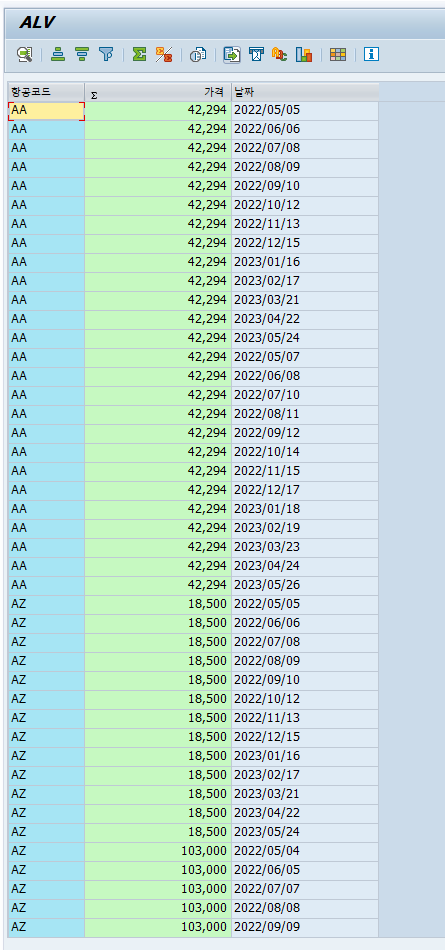 ALV
항공코드 Σ 가격 날짜
AA 42,294 2022/05/05
AA 42,294 2022/06/06
AA 42,294 2022/07/08
AA 42,294 2022/08/09
AA 42,294 2022/09/10
AA 42,294 2022/10/12
AA 42,294 2022/11/13
AA 42,294 2022/12/15
AA 42,294 2023/01/16
AA 42,294 2023/02/17
AA 42,294 2023/03/21
AA 42,294 2023/04/22
AA 42,294 2023/05/24
AA 42,294 2022/05/07
AA 42,294 2022/06/08
AA 42,294 2022/07/10
AA 42,294 2022/08/11
AA 42,294 2022/09/12
AA 42,294 2022/10/14
AA 42,294 2022/11/15
AA 42,294 2022/12/17
AA 42,294 2023/01/18
AA 42,294 2023/02/19
AA 42,294 2023/03/23
AA 42,294 2023/04/24
AA 42,294 2023/05/26
AZ 18,500 2022/05/05
AZ 18,500 2022/06/06
AZ 18,500 2022/07/08
AZ 18,500 2022/08/09
AZ 18,500 2022/09/10
AZ 18,500 2022/10/12
AZ 18,500 2022/11/13
AZ 18,500 2022/12/15
AZ 18,500 2023/01/16
AZ 18,500 2023/02/17
AZ 18,500 2023/03/21
AZ 18,500 2023/04/22
AZ 18,500 2023/05/24
AZ 103,000 2022/05/04
AZ 103,000 2022/06/05
AZ 103,000 2022/07/07
AZ 103,000 2022/08/08
AZ 103,000 2022/09/09